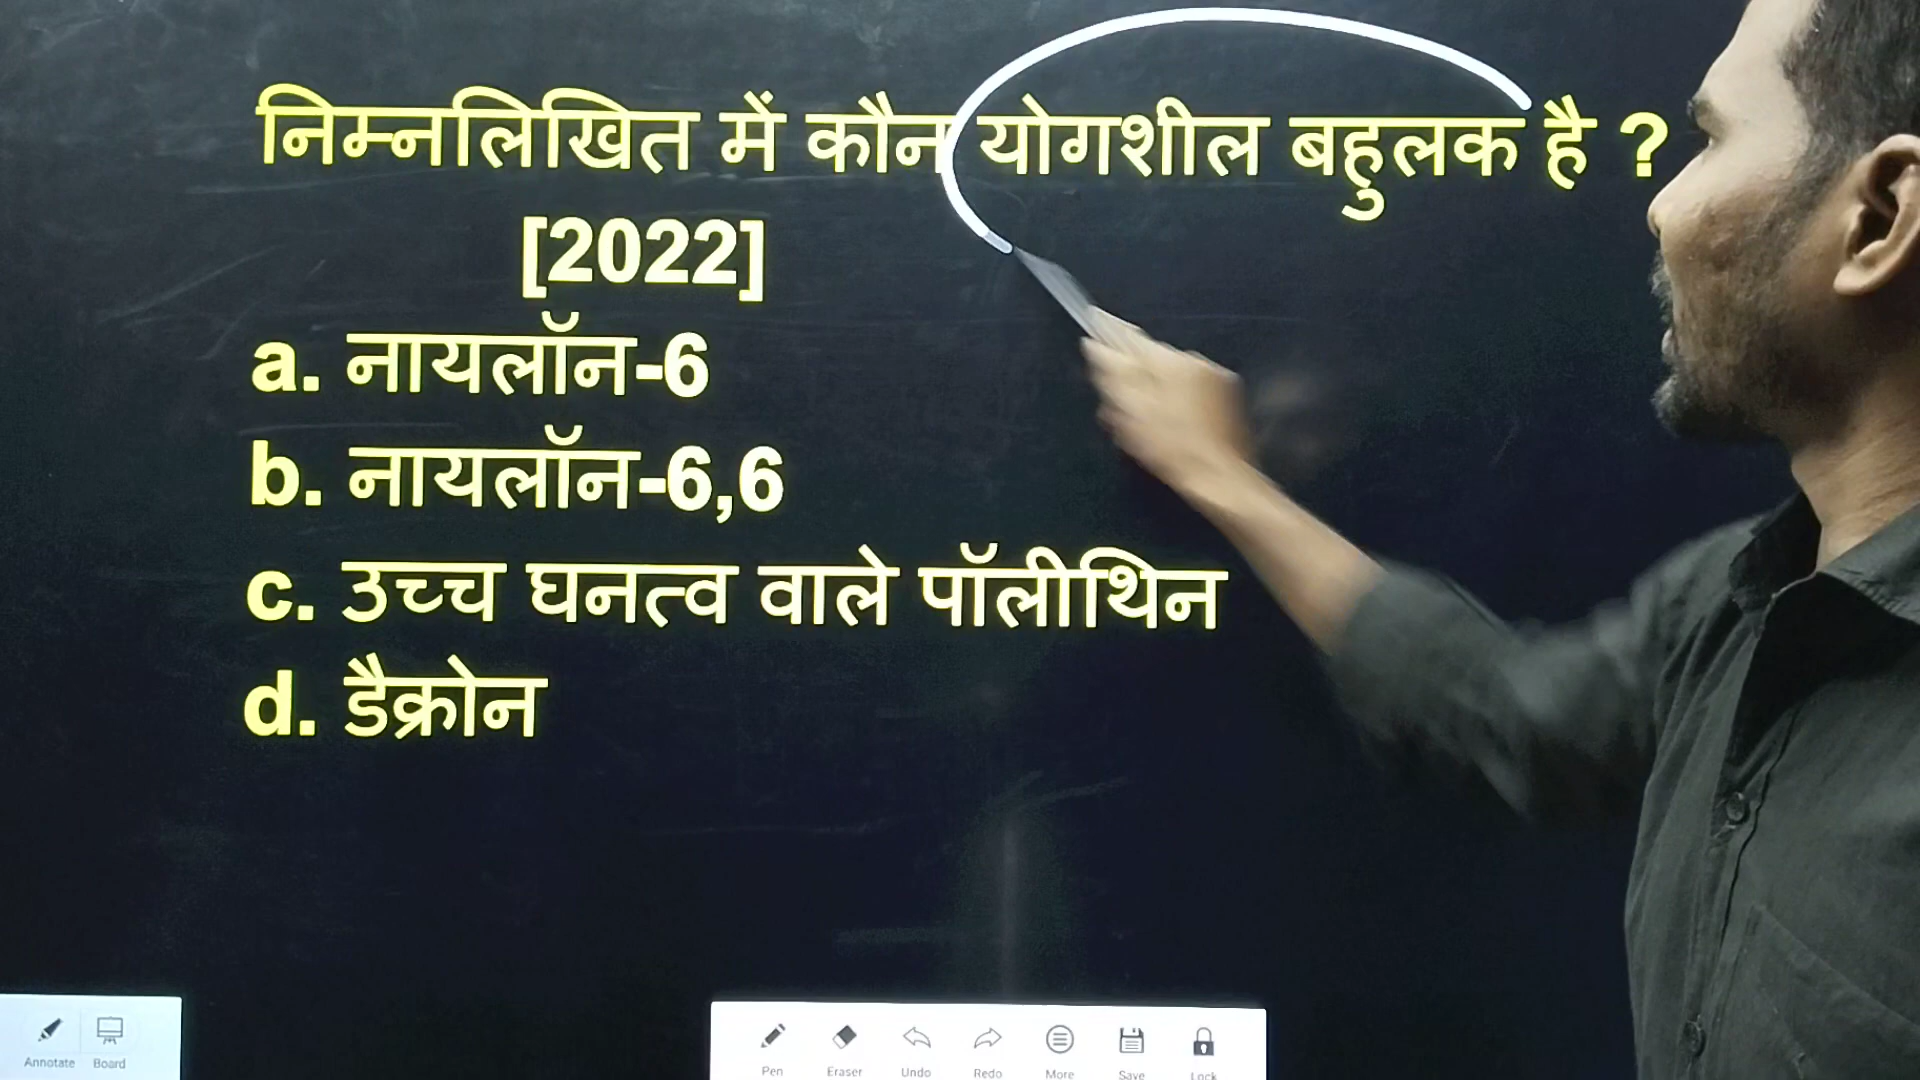 निम्नलिखित में कौन योगशील बहुलक है ?
[2022]
a. नायलॉन-6
b. नायलॉन-6,6
c. उच्च घनत्व वाले पॉलीथिन
d. डैक्रोन
Annotate Board
Pen Eraser Undo Redo More Save Lock